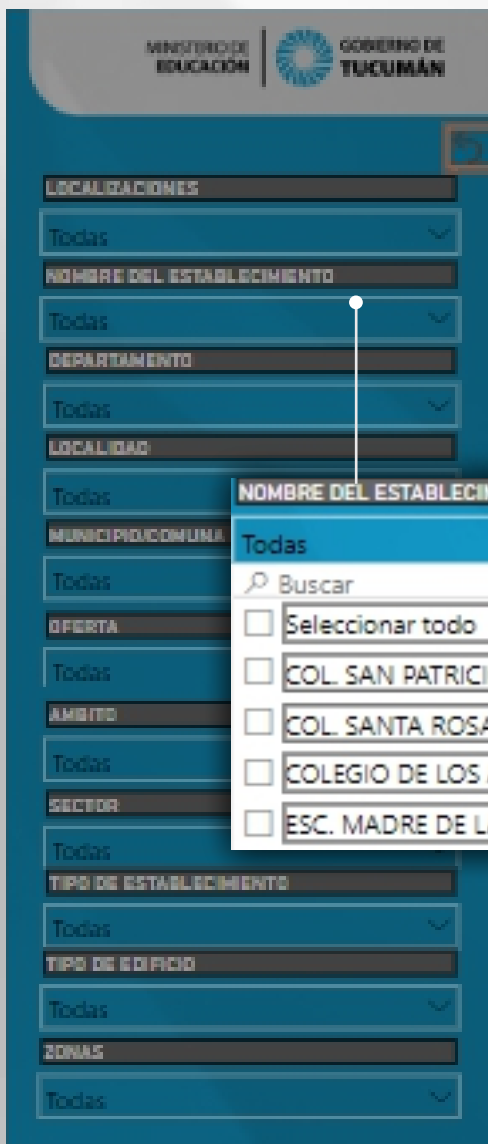 MINISTERIO DE
EDUCACIÓN
GOBIERNO DE
TUCUMÁN
LOCALIZACIONES
Todas
NOMBRE DEL ESTABLECIMIENTO
Todas
DEPARTAMENTO
Todas
LOCALIDAD
Todas
MUNICIPIO/COMUNA
Todas
OFERTA
Todas
AMBITO
Todas
SECTOR
Todas
TIPO DE ESTABLECIMIENTO
Todas
TIPO DE EDIFICIO
Todas
ZONAS
Todas
NOMBRE DEL ESTABLECI
Todas
Buscar
Seleccionar todo
COL. SAN PATRICI
COL. SANTA ROSA
COLEGIO DE LOS
ESC. MADRE DE L